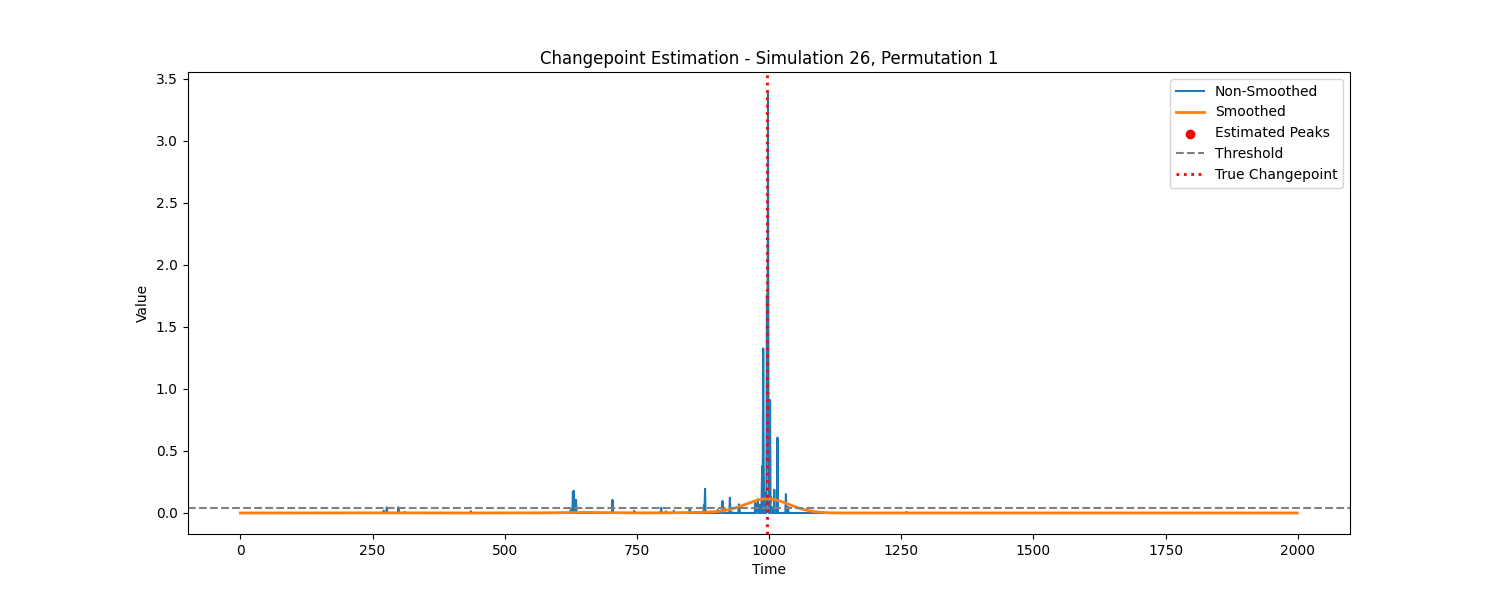 Changepoint Estimation - Simulation 26, Permutation 1
3.5
3.0
2.5
2.0
1.5
1.0
0.5
0.0
Value
Non-Smoothed
Smoothed
Estimated Peaks
Threshold
True Changepoint
0 250 500 750 1000 1250 1500 1750 2000
Time